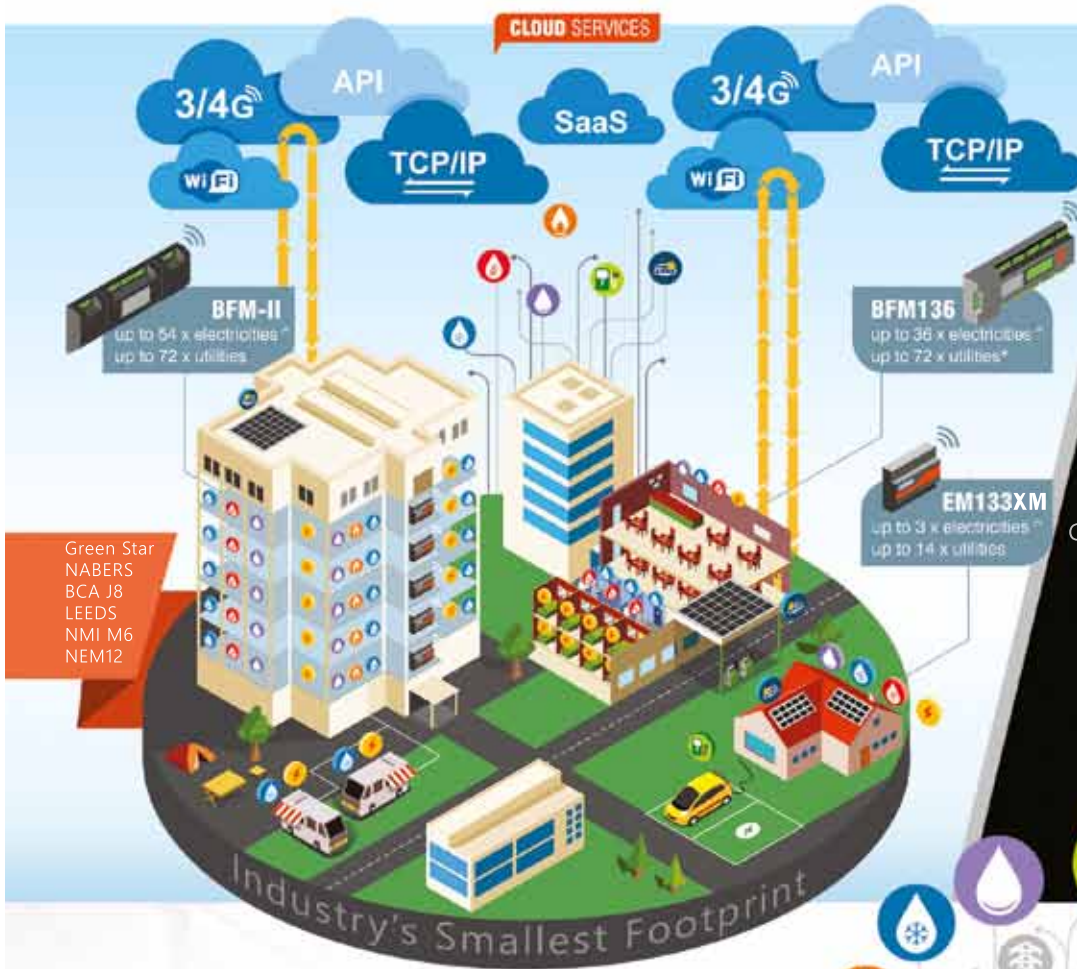 CLOUD SERVICES
3/4G
API
SaaS
3/4G
API
WiFi
TCP/IP
WiFi
TCP/IP
BFM-II
up to 54 x electricities ^
up to 72 x utilities
BFM136
up to 36 x electricities ^
up to 72 x utilities*
EM133XM
up to 3 x electricities ^
up to 14 x utilities
Green Star
NABERS
BCA J8
LEEDS
NMI M6
NEM12
Industry's Smallest Footprint